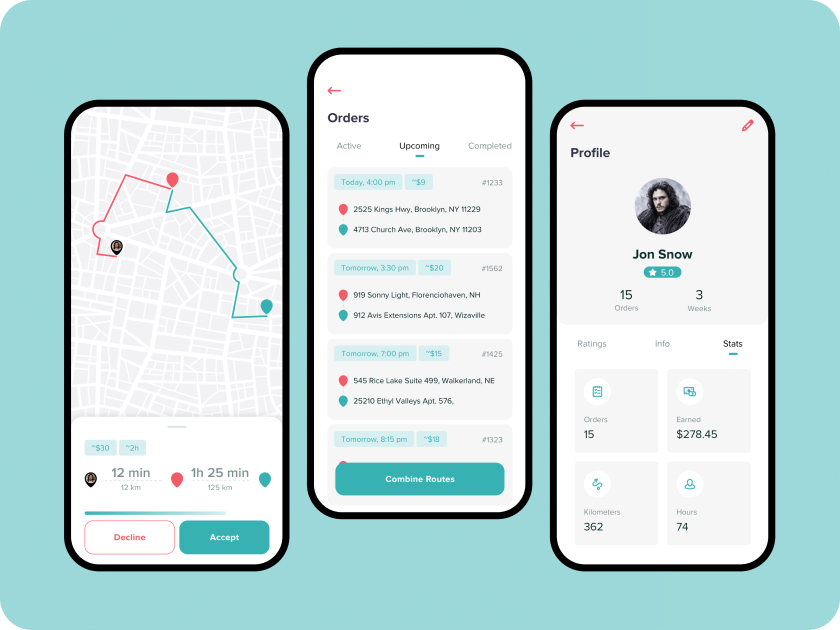 ~$30 ~2h
12 min 1h 25 min
12 km 125 km
Decline Accept
Orders
Active Upcoming Completed
Today, 4:00 pm ~$9 #1233
2525 Kings Hwy, Brooklyn, NY 11229
4713 Church Ave, Brooklyn, NY 11203
Tomorrow, 3:30 pm ~$20 #1562
919 Sonny Light, Florenciohaven, NH
912 Avis Extensions Apt. 107, Wizaville
Tomorrow, 7:00 pm ~$15 #1425
545 Rice Lake Suite 499, Walkerland, NE
25210 Ethyl Valleys Apt. 576,
Tomorrow, 8:15 pm ~$18 #1323
Combine Routes
Profile
Jon Snow
5.0
15 3
Orders Weeks
Ratings Info Stats
Orders Earned
15 $278.45
Kilometers Hours
362 74